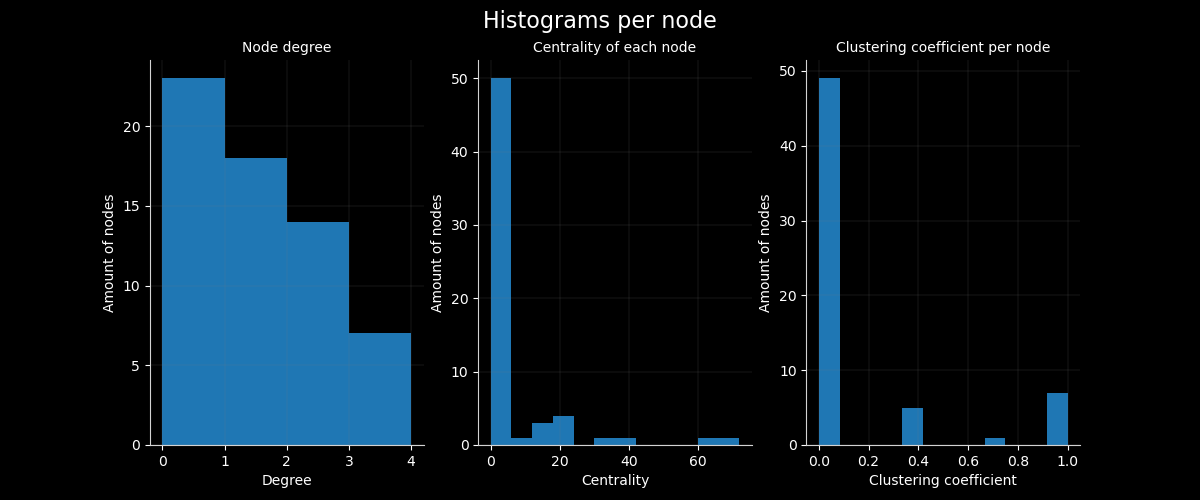 Histograms per node
Node degree
Amount of nodes
20
15
10
5
0
0 1 2 3 4
Degree
Centrality of each node
Amount of nodes
50
40
30
20
10
0
0 20 40 60
Centrality
Clustering coefficient per node
Amount of nodes
50
40
30
20
10
0
0.0 0.2 0.4 0.6 0.8 1.0
Clustering coefficient